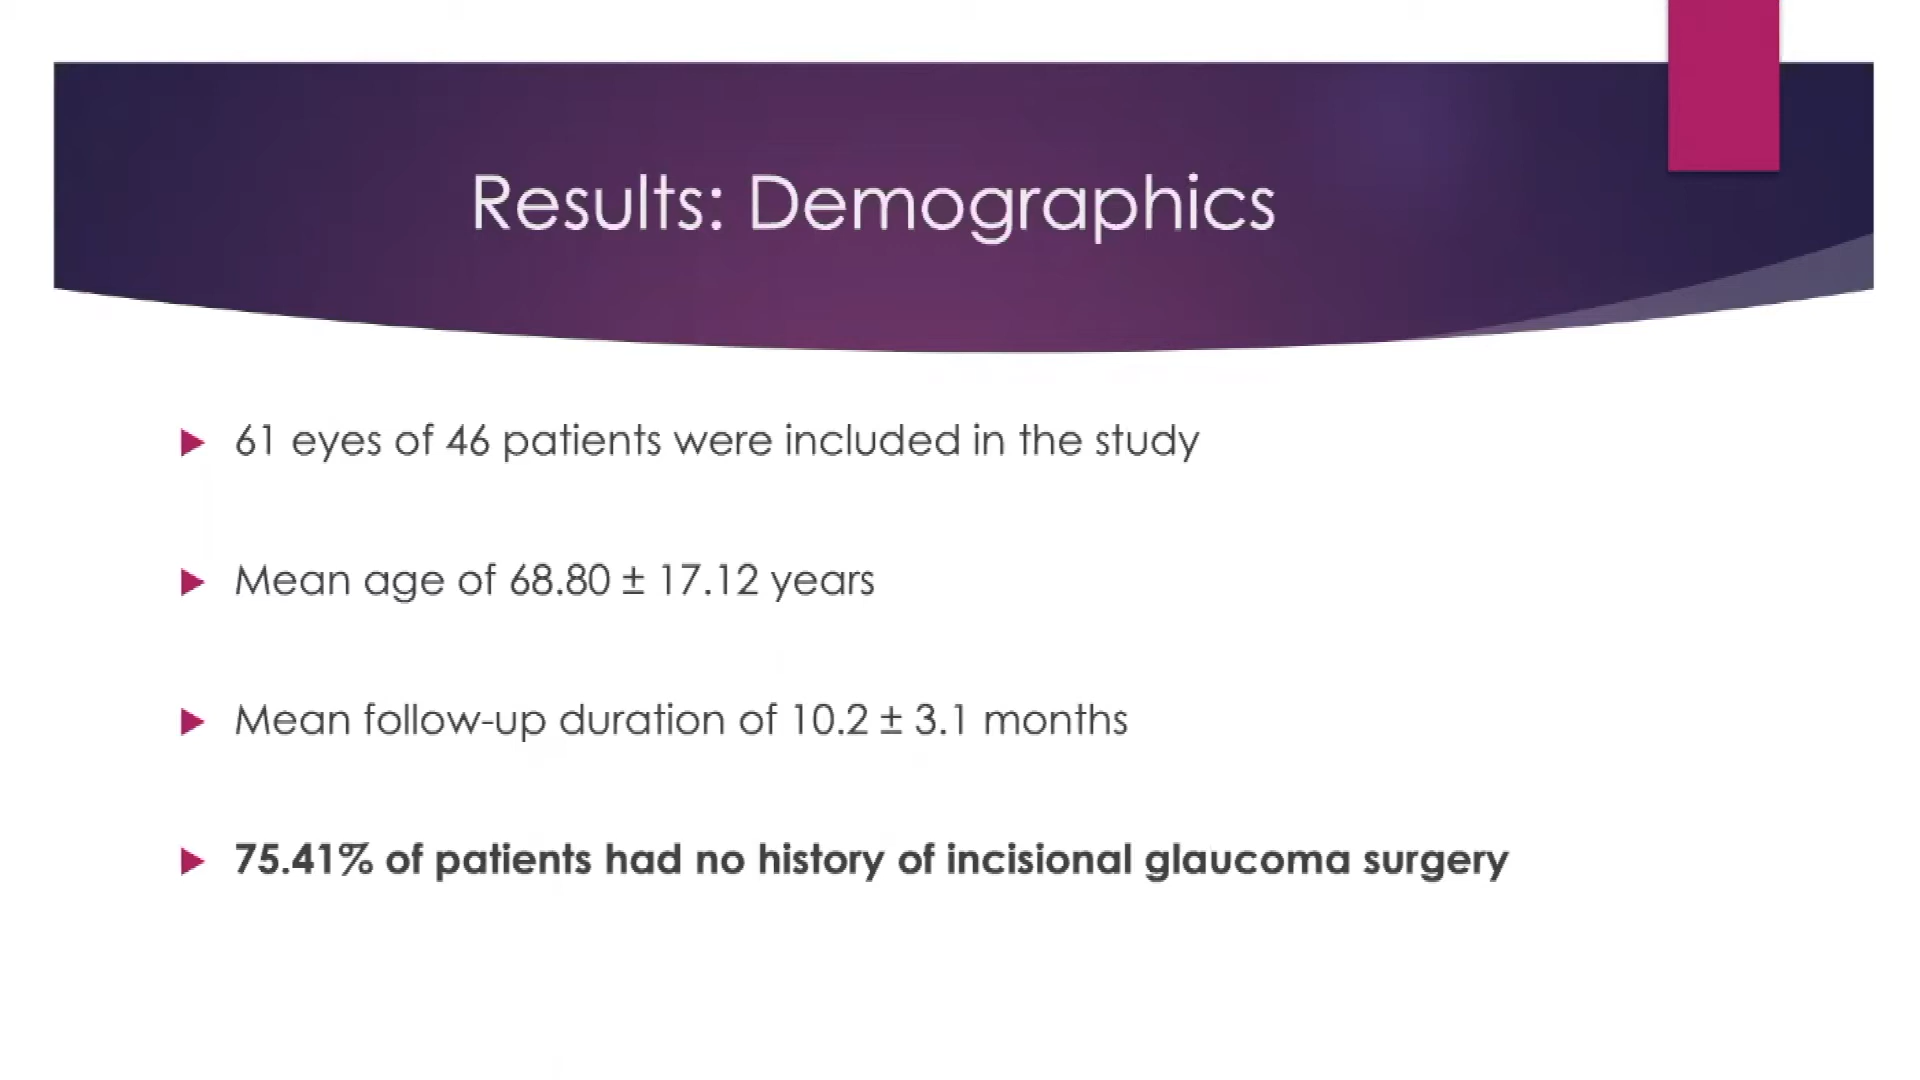 Results: Demographics
61 eyes of 46 patients were included in the study
Mean age of 68.80 ± 17.12 years
Mean follow-up duration of 10.2 ± 3.1 months
75.41% of patients had no history of incisional glaucoma surgery